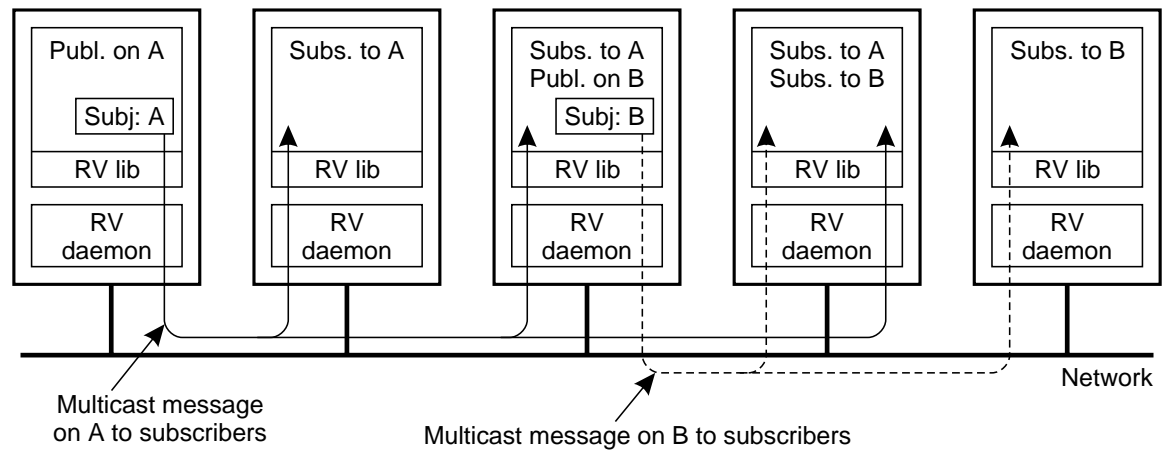 Publ. on A
Subj: A
RV lib
RV
daemon
Subs. to A
RV lib
RV
daemon
Subs. to A
Publ. on B
Subj: B
RV lib
RV
daemon
Subs. to A
Subs. to B
RV lib
RV
daemon
Subs. to B
RV lib
RV
daemon
Network
Multicast message
on A to subscribers
Multicast message on B to subscribers